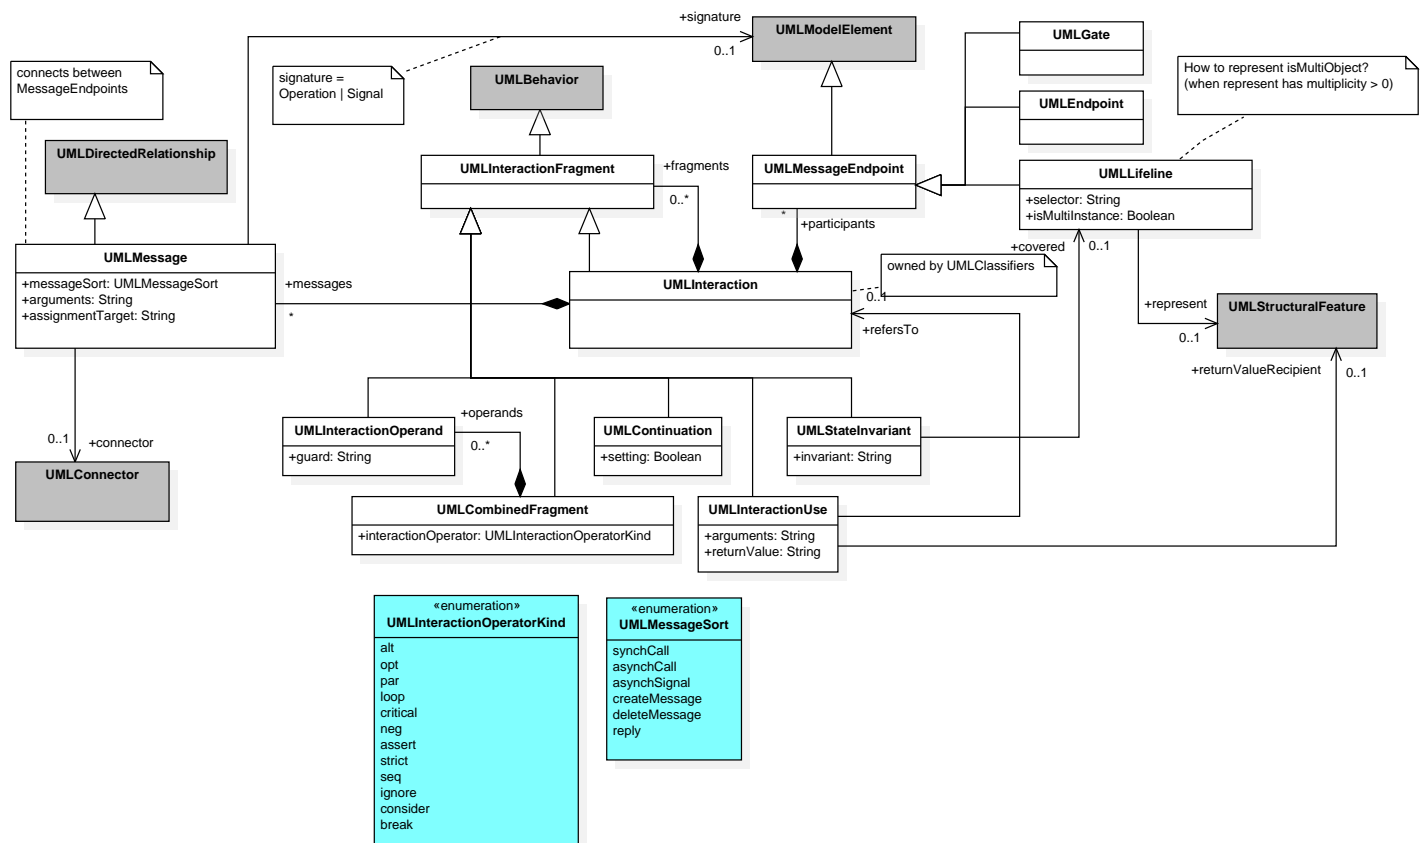 +signature
0..1
UMLModelElement
UMLGate
UMLEndpoint
connects between
MessageEndpoints
signature =
Operation | Signal
UMLBehavior
How to represent isMultiObject?
(when represent has multiplicity > 0)
UMLDirectedRelationship
UMLInteractionFragment
+fragments
0..*
UMLMessageEndpoint
*
+participants
UMLLifeline
+selector: String
+isMultiInstance: Boolean
+covered
0..1
UMLMessage
+messageSort: UMLMessageSort
+arguments: String
+assignmentTarget: String
+messages
*
UMLInteraction
owned by UMLClassifiers
0..1
+refersTo
+represent
0..1
UMLStructuralFeature
+returnValueRecipient
0..1
0..1
+connector
UMLConnector
UMLInteractionOperand
+guard: String
+operands
0..*
UMLContinuation
+setting: Boolean
UMLStateInvariant
+invariant: String
UMLCombinedFragment
+interactionOperator: UMLInteractionOperatorKind
UMLInteractionUse
+arguments: String
+returnValue: String
«enumeration»
UMLInteractionOperatorKind
alt
opt
par
loop
critical
neg
assert
strict
seq
ignore
consider
break
«enumeration»
UMLMessageSort
synchCall
asynchCall
asynchSignal
createMessage
deleteMessage
reply